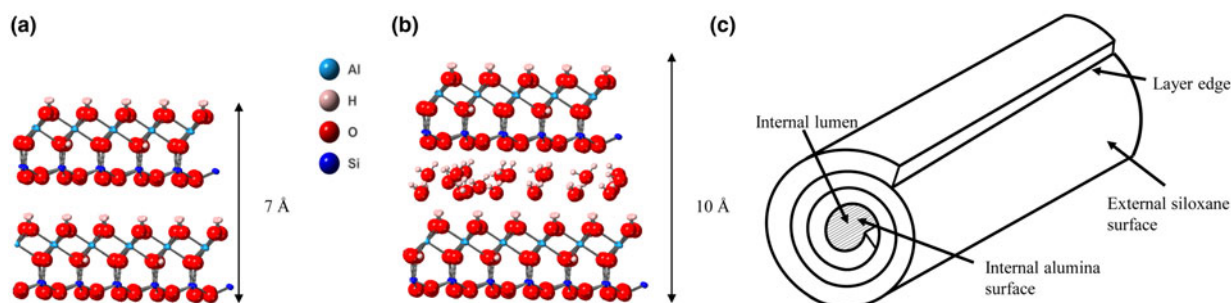 (a)
(b)
(c)
Al
H
O
Si
7 Å
10 Å
Internal lumen
Layer edge
External siloxane
surface
Internal alumina
surface